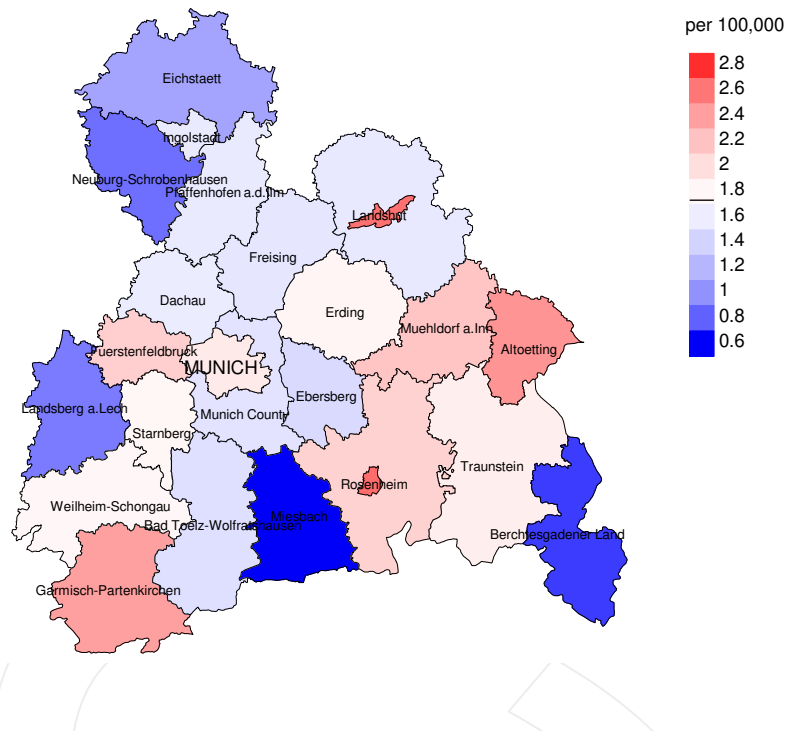 per 100,000
2.8
2.6
2.4
2.2
2
1.8
1.6
1.4
1.2
1
0.8
0.6
Eichstaett
Ingolstadt
Neuburg-Schrobenhausen
Pfaffenhofen a.d.Ilm
Landshut
Freising
Dachau
Erding
Muehldorf a.Inn
Fuerstenfeldbruck
Altoetting
MUNICH
Ebersberg
Landsberg a.Lech
Munich County
Starnberg
Traunstein
Rosenheim
Weilheim-Schongau
Miesbach
Bad Toelz-Wolfratshausen
Berchtesgadener Land
Garmisch-Partenkirchen